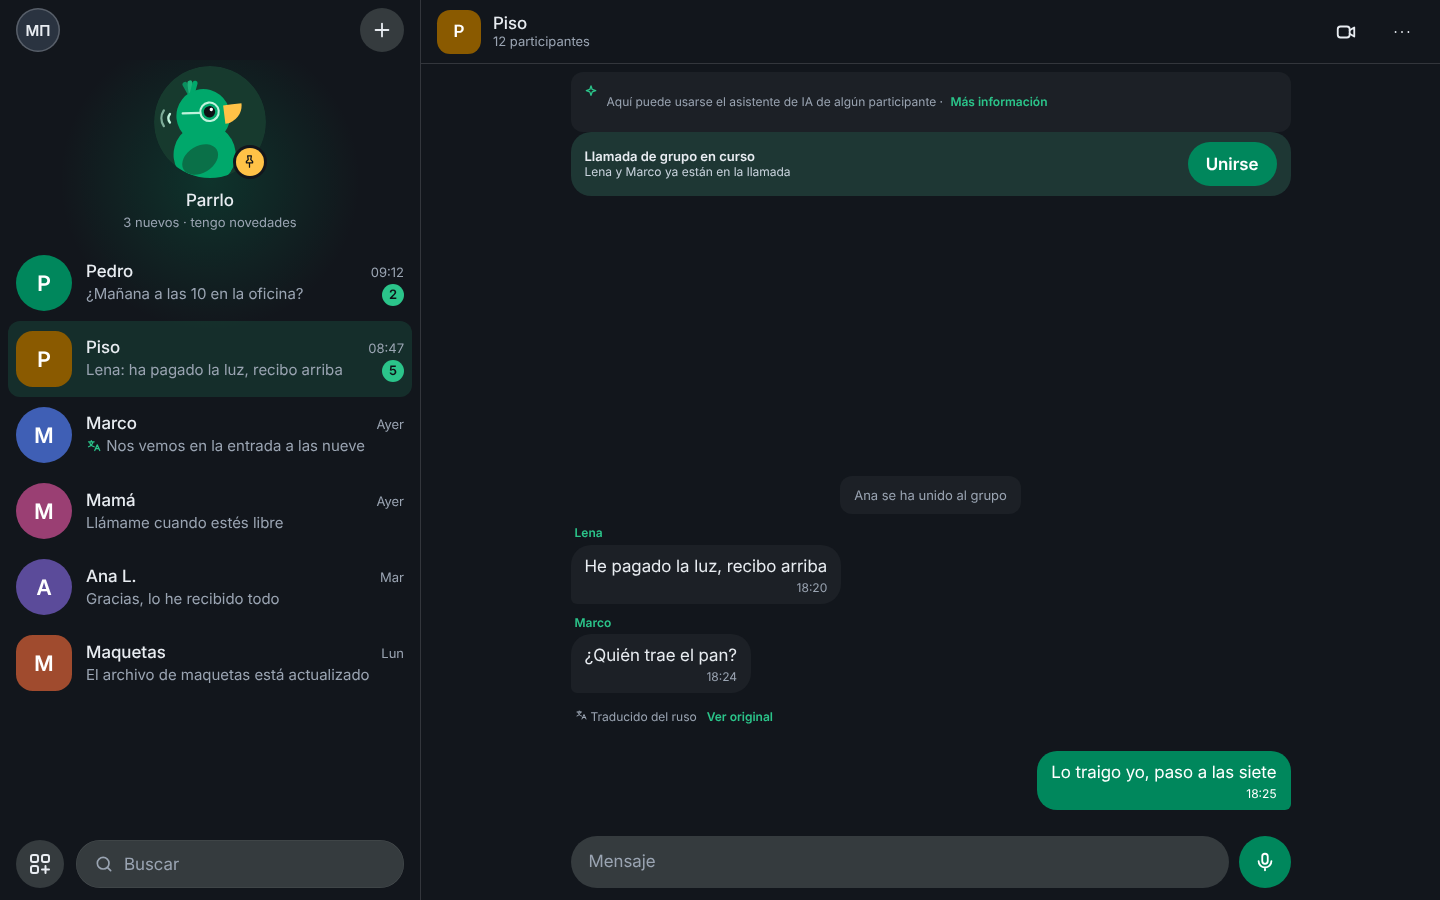 МП
Parrlo
3 nuevos · tengo novedades
P
Pedro
09:12
¿Mañana a las 10 en la oficina?
2
P
Piso
08:47
Lena: ha pagado la luz, recibo arriba
5
M
Marco
Ayer
Nos vemos en la entrada a las nueve
M
Mamá
Ayer
Llámame cuando estés libre
A
Ana L.
Mar
Gracias, lo he recibido todo
M
Maquetas
Lun
El archivo de maquetas está actualizado
Buscar
P
Piso
12 participantes
Aquí puede usarse el asistente de IA de algún participante · Más información
Llamada de grupo en curso
Lena y Marco ya están en la llamada
Unirse
Ana se ha unido al grupo
Lena
He pagado la luz, recibo arriba
18:20
Marco
¿Quién trae el pan?
18:24
Traducido del ruso Ver original
Lo traigo yo, paso a las siete
18:25
Mensaje